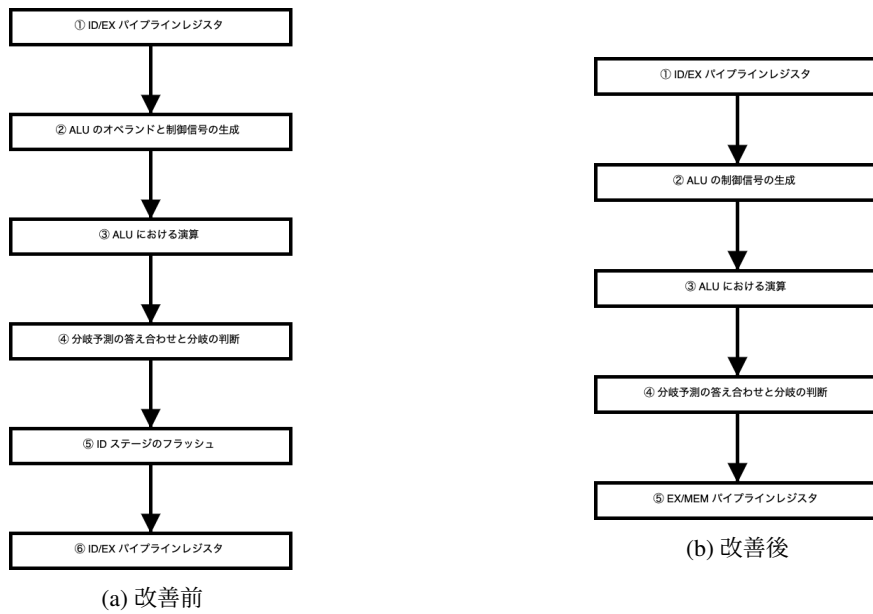 ① ID/EX パイプラインレジスタ
② ALU のオペランドと制御信号の生成
③ ALU における演算
④ 分岐予測の答え合わせと分岐の判断
⑤ ID ステージのフラッシュ
⑥ ID/EX パイプラインレジスタ
(a) 改善前
① ID/EX パイプラインレジスタ
② ALU の制御信号の生成
③ ALU における演算
④ 分岐予測の答え合わせと分岐の判断
⑤ EX/MEM パイプラインレジスタ
(b) 改善後